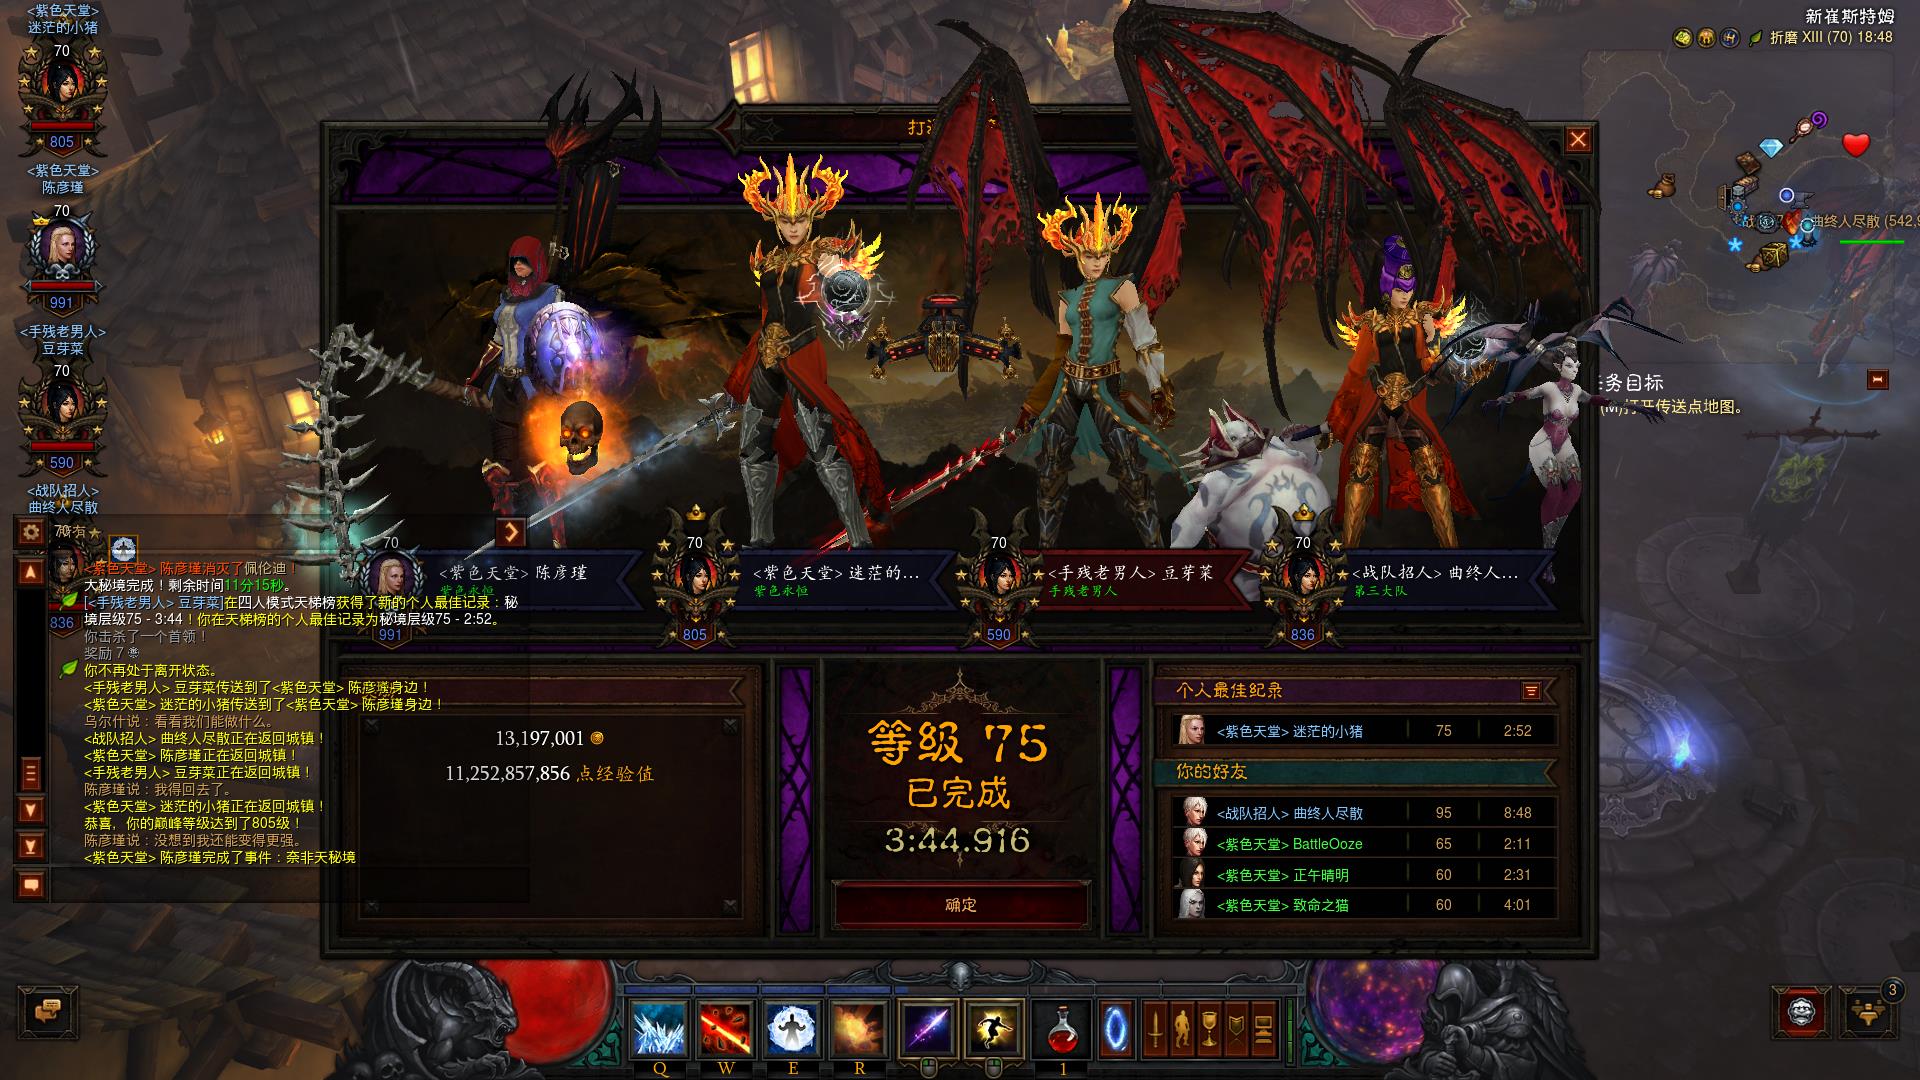 <紫色天堂>
迷茫的小猪
70
805
<紫色天堂>
陈彦瑾
70
991
<手残老男人>
豆芽菜
70
590
<战队招人>
曲终人尽散
836
新崔斯特姆
折磨 XIII (70) 18:48
曲终人尽散 (542,9
务目标
(M)打开传送点地图。
70
<紫色天堂> 陈彦瑾
紫色永恒
991
70
<紫色天堂> 迷茫的...
紫色永恒
805
70
<手残老男人> 豆芽菜
手残老男人
590
70
<战队招人> 曲终人...
第三大队
836
<紫色天堂> 陈彦瑾消灭了佩伦迪！
大秘境完成！剩余时间11分15秒。
[<手残老男人> 豆芽菜]在四人模式天梯榜获得了新的个人最佳记录：秘
境层级75 - 3:44！你在天梯榜的个人最佳记录为秘境层级75 - 2:52。
你击杀了一个首领！
奖励 7
你不再处于离开状态。
<手残老男人> 豆芽菜传送到了<紫色天堂> 陈彦瑾身边！
<紫色天堂> 迷茫的小猪传送到了<紫色天堂> 陈彦瑾身边！
乌尔什说：看看我们能做什么。
<战队招人> 曲终人尽散正在返回城镇！
<紫色天堂> 陈彦瑾正在返回城镇！
<手残老男人> 豆芽菜正在返回城镇！
陈彦瑾说：我得回去了。
<紫色天堂> 迷茫的小猪正在返回城镇！
恭喜，你的巅峰等级达到了805级！
陈彦瑾说：没想到我还能变得更强。
<紫色天堂> 陈彦瑾完成了事件：奈非天秘境
13,197,001
11,252,857,856 点经验值
等级 75
已完成
3:44.916
确定
个人最佳纪录
<紫色天堂> 迷茫的小猪 75 2:52
你的好友
<战队招人> 曲终人尽散 95 8:48
<紫色天堂> BattleOoze 65 2:11
<紫色天堂> 正午晴明 60 2:31
<紫色天堂> 致命之猫 60 4:01
Q W E R 1
3